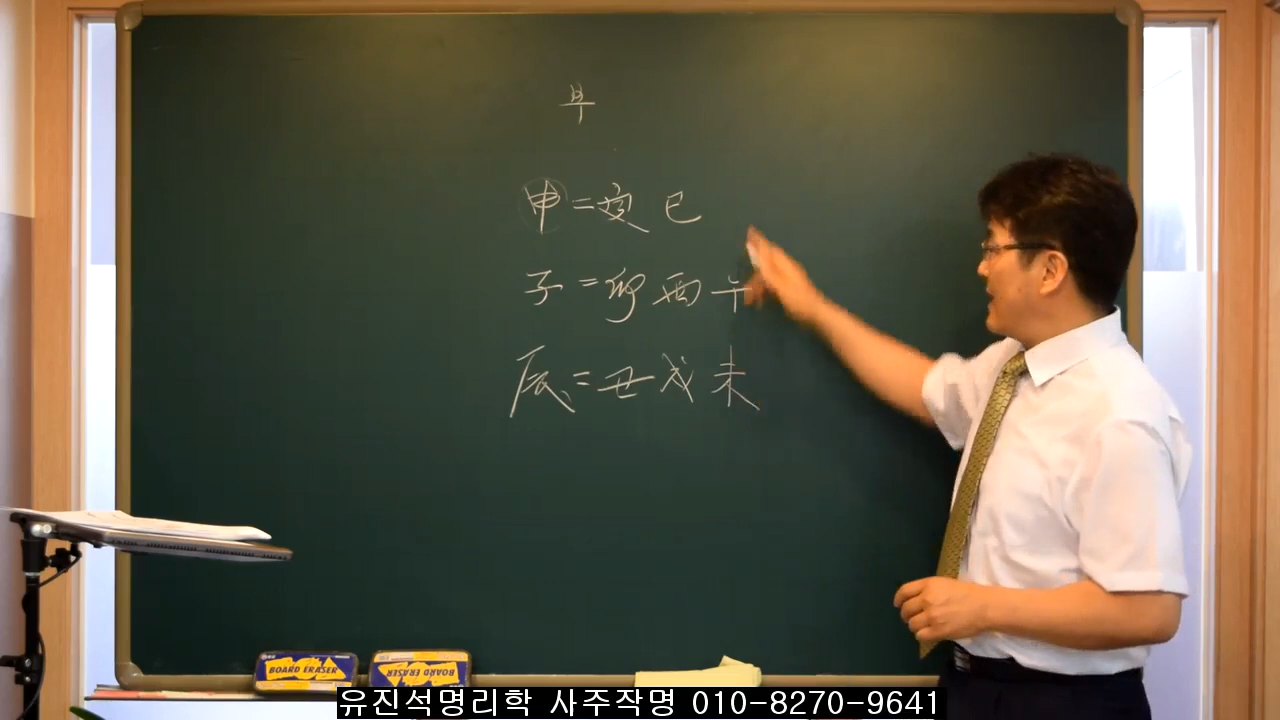 부
申=亥 巳
子=卯 酉 午
辰=丑 戌 未
BOARD ERASER
BOARD ERASER
유진석명리학 사주작명 010-8270-9641